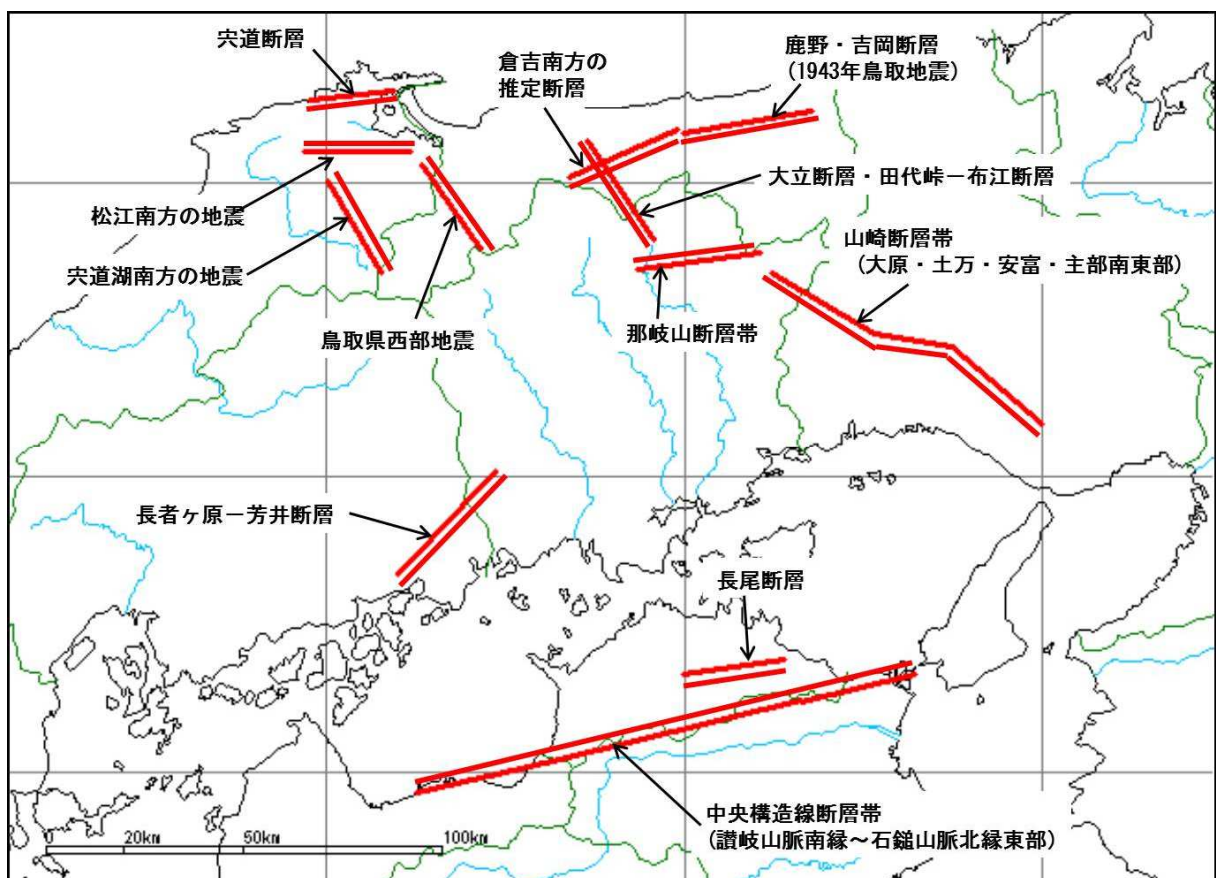 宍道断層
倉吉南方の
推定断層
鹿野・吉岡断層
(1943年鳥取地震)
大立断層・田代峠－布江断層
松江南方の地震
宍道湖南方の地震
鳥取県西部地震
那岐山断層帯
山崎断層帯
(大原・土万・安富・主部南東部)
長者ヶ原－芳井断層
長尾断層
中央構造線断層帯
(讃岐山脈南縁～石鎚山脈北縁東部)
0 20km 50km 100km